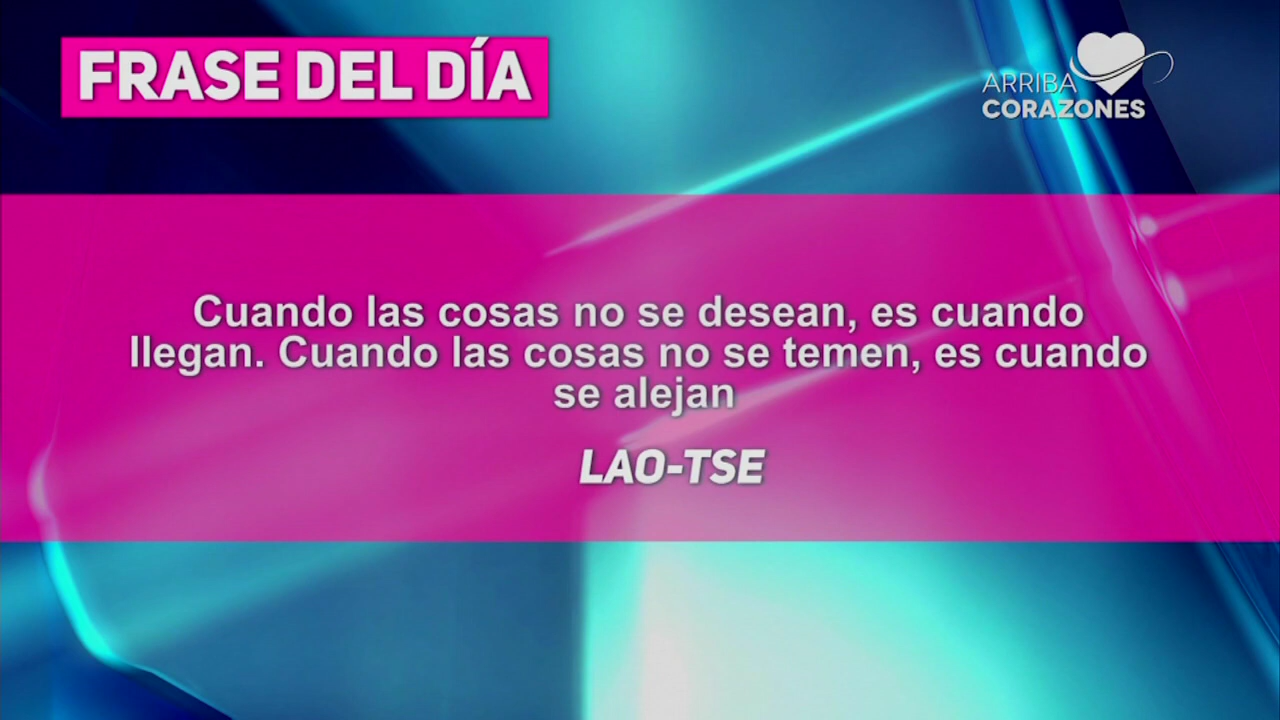 FRASE DEL DÍA
ARRIBA
CORAZONES
Cuando las cosas no se desean, es cuando
llegan. Cuando las cosas no se temen, es cuando
se alejan
LAO-TSE